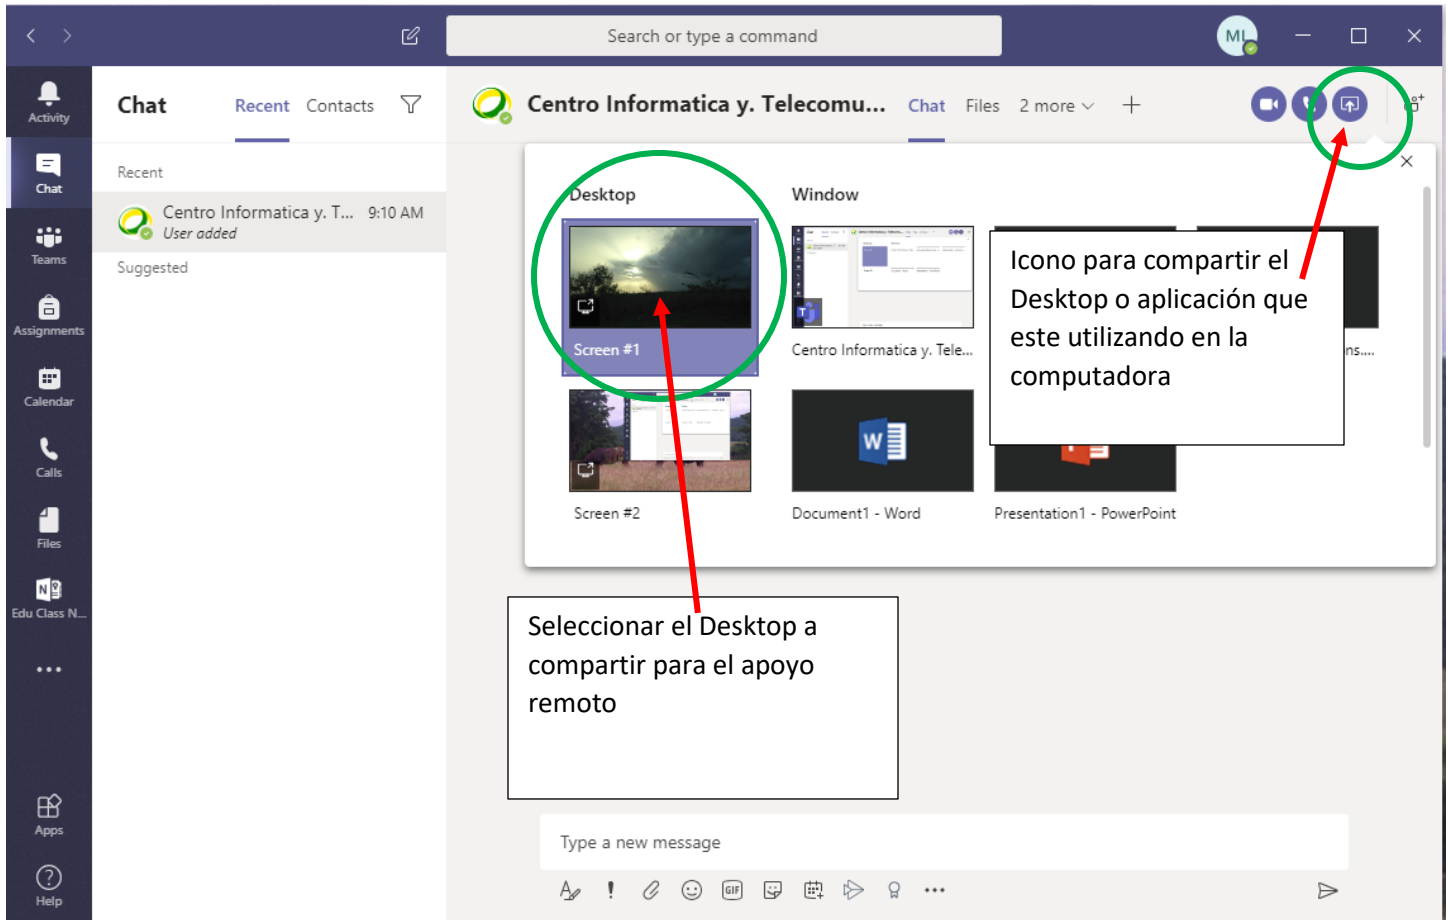 Search or type a command
ML
Activity
Chat
Teams
Assignments
Calendar
Calls
Files
Edu Class N...
Apps
Help
Chat
Recent
Contacts
Recent
Centro Informatica y. T...
9:10 AM
User added
Suggested
Centro Informatica y. Telecomu...
Chat
Files
2 more
Desktop
Window
Screen #1
Centro Informatica y. Tele...
ns....
Screen #2
Document1 - Word
Presentation1 - PowerPoint
Icono para compartir el
Desktop o aplicación que
este utilizando en la
computadora
Seleccionar el Desktop a
compartir para el apoyo
remoto
Type a new message
GIF